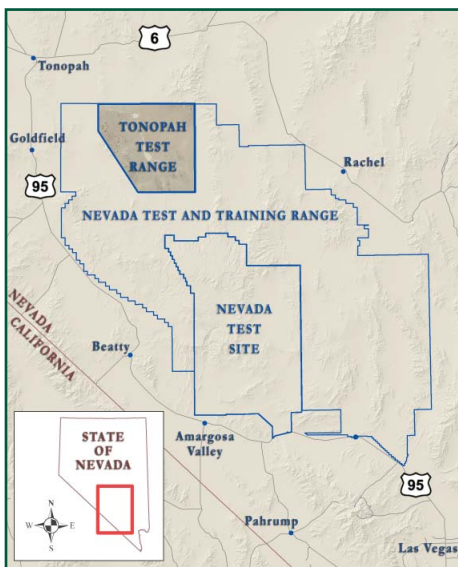 6
Tonopah
TONOPAH
TEST
RANGE
Goldfield
Rachel
95
NEVADA TEST AND TRAINING RANGE
NEVADA
CALIFORNIA
NEVADA
TEST
SITE
Beatty
Amargosa
Valley
STATE
OF
NEVADA
N
W E
S
95
Pahrump
Las Vegas